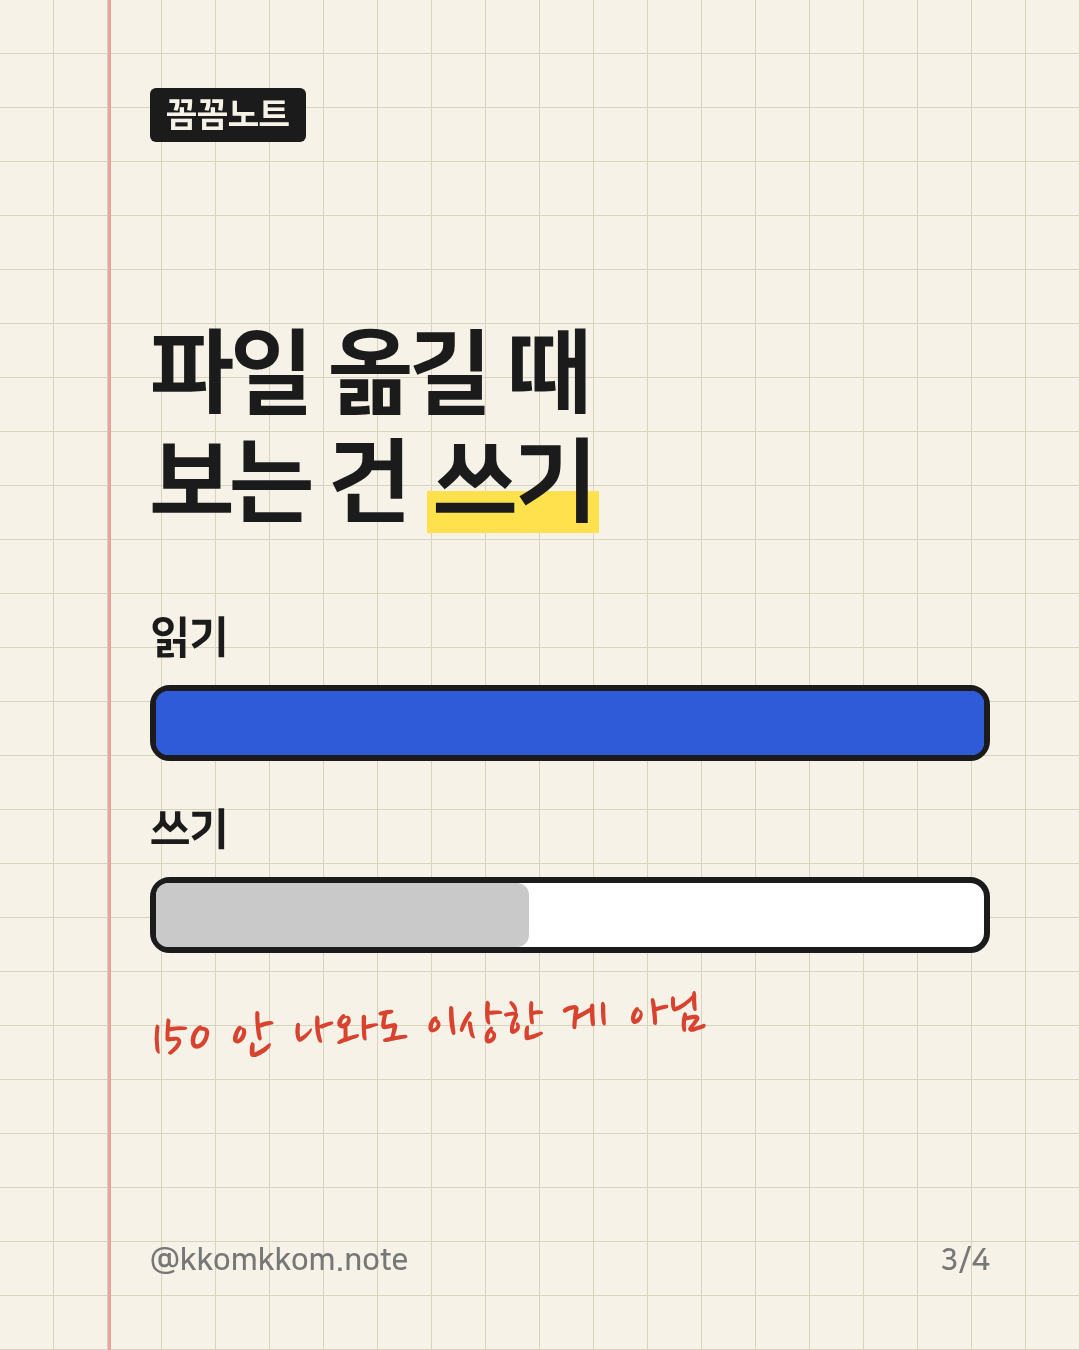 꼼꼼노트
파일 옮길 때
보는 건 쓰기
읽기
쓰기
150 안 나와도 이상한 게 아님
@kkomkkom.note
3/4